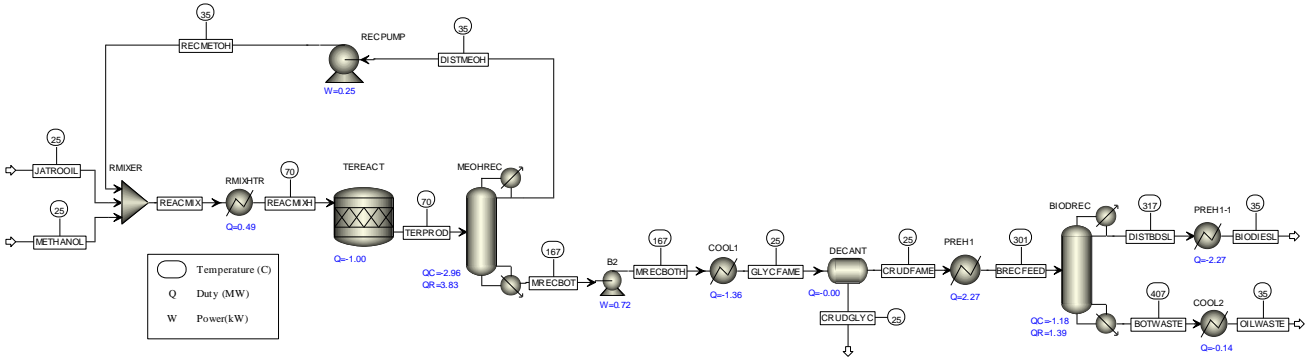 35
RECMETOH
RECPUMP
W=0.25
35
DISTMEOH
25
JATROOIL
25
METHANOL
RMIXER
REACMIX
RMIXHTR
Q=0.49
70
REACMIXH
TEREACT
Q=-1.00
70
TERPROD
MEOHREC
QC=-2.96
QR=3.83
167
MRECBOT
B2
W=0.72
167
MRECBOTH
COOL1
Q=-1.36
25
GLYCFAME
DECANT
Q=-0.00
25
CRUDFAME
CRUDGLYC
25
PREH1
Q=2.27
301
BRECFEED
BIODREC
QC=-1.18
QR=1.39
317
DISTBDSL
PREH1-1
Q=-2.27
35
BIODIESL
407
BOTWASTE
COOL2
Q=-0.14
35
OILWASTE
Temperature (C)
Q Duty (MW)
W Power(kW)